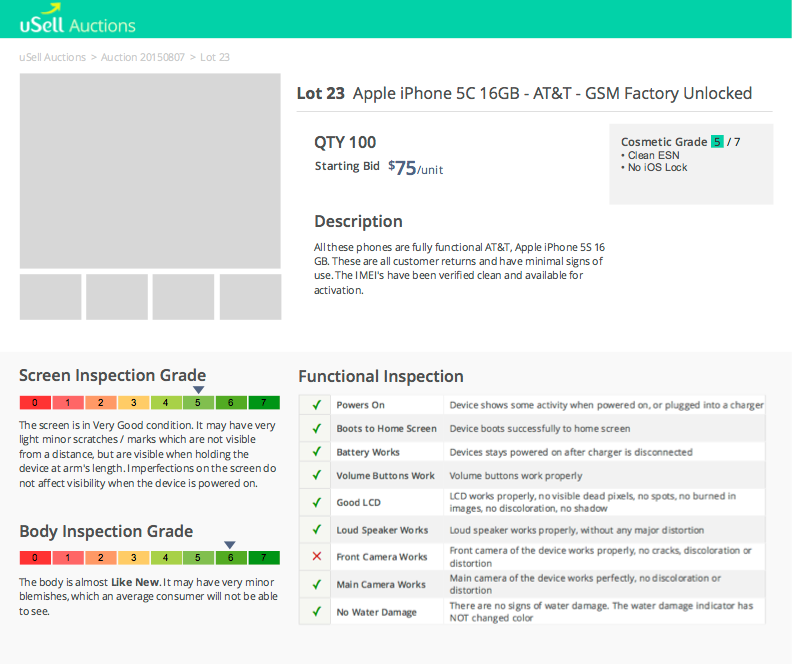 uSell Auctions
uSell Auctions > Auction 20150807 > Lot 23
Lot 23 Apple iPhone 5C 16GB - AT&T - GSM Factory Unlocked
QTY 100
Starting Bid $75/unit
Cosmetic Grade 5 / 7
• Clean ESN
• No iOS Lock
Description
All these phones are fully functional AT&T, Apple iPhone 5S 16
GB. These are all customer returns and have minimal signs of
use. The IMEI's have been verified clean and available for
activation.
Screen Inspection Grade
0 1 2 3 4 5 6 7
The screen is in Very Good condition. It may have very
light minor scratches / marks which are not visible
from a distance, but are visible when holding the
device at arm's length. Imperfections on the screen do
not affect visibility when the device is powered on.
Body Inspection Grade
0 1 2 3 4 5 6 7
The body is almost Like New. It may have very minor
blemishes, which an average consumer will not be able
to see.
Functional Inspection
Powers On Device shows some activity when powered on, or plugged into a charger
Boots to Home Screen Device boots successfully to home screen
Battery Works Devices stays powered on after charger is disconnected
Volume Buttons Work Volume buttons work properly
Good LCD LCD works properly, no visible dead pixels, no spots, no burned in
images, no discoloration, no shadow
Loud Speaker Works Loud speaker works properly, without any major distortion
Front Camera Works Front camera of the device works properly, no cracks, discoloration or
distortion
Main Camera Works Main camera of the device works perfectly, no discoloration or
distortion
No Water Damage There are no signs of water damage. The water damage indicator has
NOT changed color